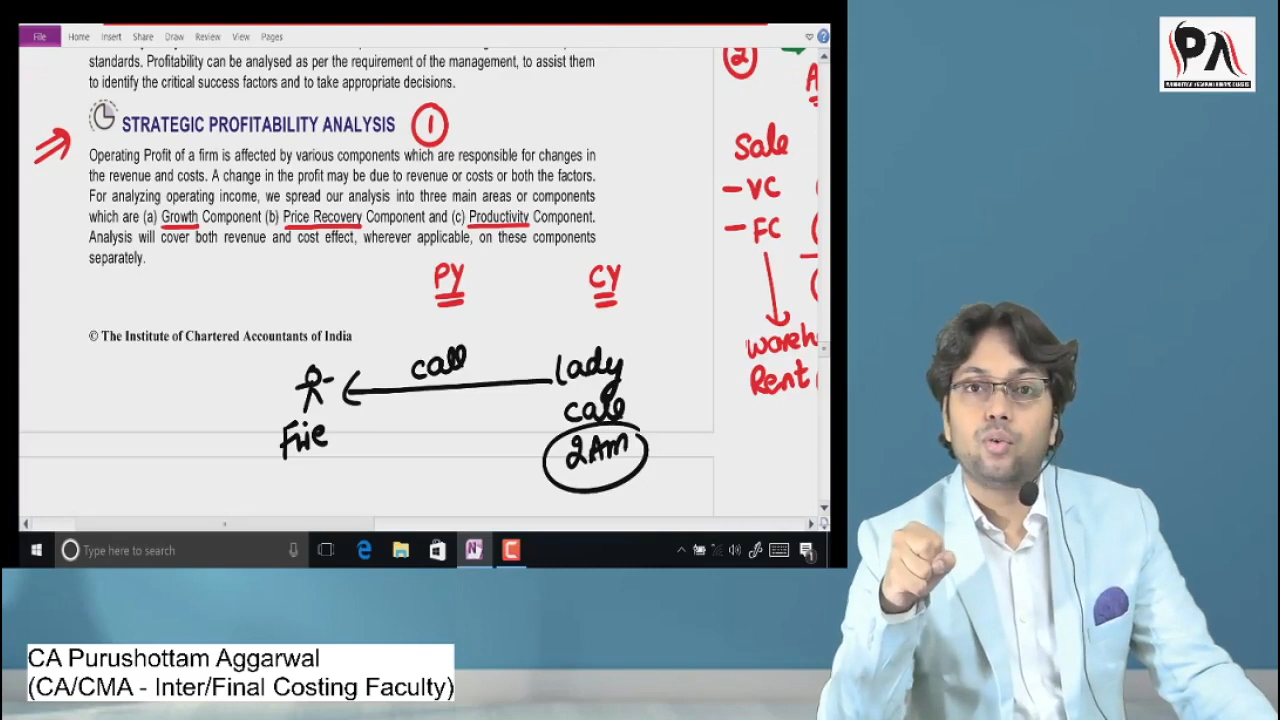 File Home Insert Share Draw Review View Pages
standards. Profitability can be analysed as per the requirement of the management, to assist them
to identify the critical success factors and to take appropriate decisions.
STRATEGIC PROFITABILITY ANALYSIS 1
Operating Profit of a firm is affected by various components which are responsible for changes in
the revenue and costs. A change in the profit may be due to revenue or costs or both the factors.
For analyzing operating income, we spread our analysis into three main areas or components
which are (a) Growth Component (b) Price Recovery Component and (c) Productivity Component.
Analysis will cover both revenue and cost effect, wherever applicable, on these components
separately.
PY CY
© The Institute of Chartered Accountants of India
call lady
call
Frie 2Am
2
A
Sale
- VC
- FC
Wareh
Rent
Type here to search
PA
CA Purushottam Aggarwal
(CA/CMA - Inter/Final Costing Faculty)